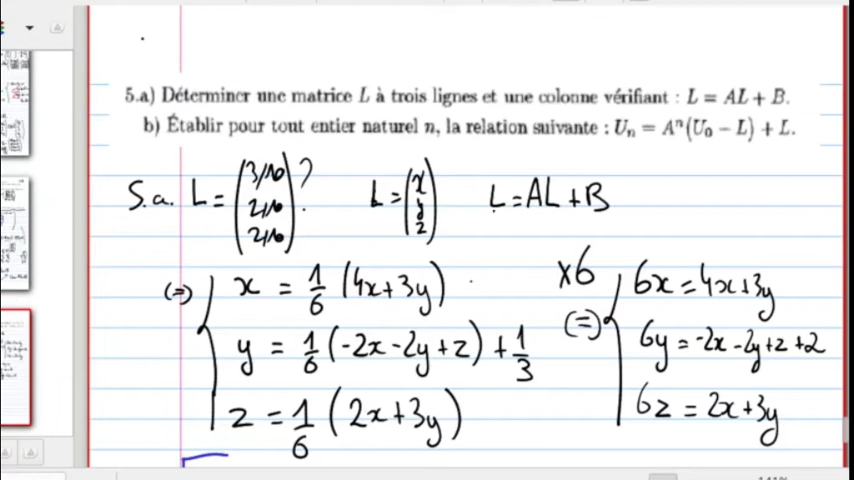 5.a) Déterminer une matrice L à trois lignes et une colonne vérifiant : L = AL + B.
b) Établir pour tout entier naturel n, la relation suivante : Uₙ = Aⁿ(U₀ − L) + L.
5.a. L = (3/10 2/10 2/10) ? L = (x y z) L = AL + B
(=) { x = 1/6 (4x+3y) ×6 (=) { 6x = 4x+3y
y = 1/6 (-2x-2y+z) + 1/3 6y = -2x-2y+z+2
z = 1/6 (2x+3y) 6z = 2x+3y